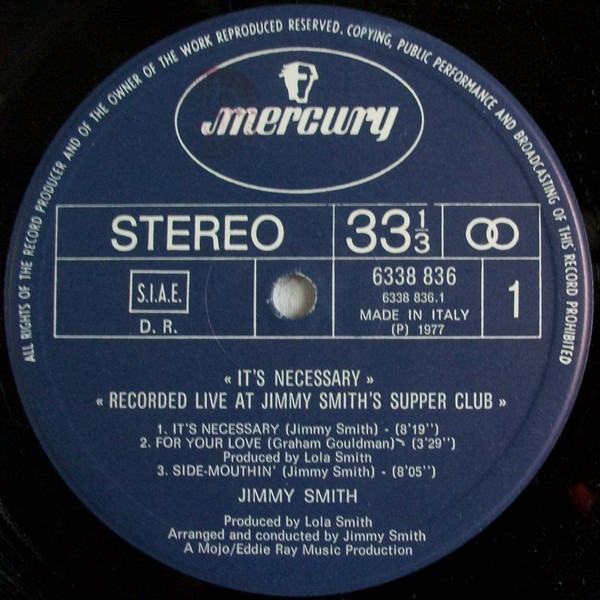 ALL RIGHTS OF THE RECORD PRODUCER AND OF THE OWNER OF THE WORK REPRODUCED RESERVED. COPYING, PUBLIC PERFORMANCE AND BROADCASTING OF THIS RECORD PROHIBITED
mercury
STEREO 33 1/3
S.I.A.E.
D. R.
6338 836
6338 836.1
MADE IN ITALY
(P) 1977
1
« IT'S NECESSARY »
« RECORDED LIVE AT JIMMY SMITH'S SUPPER CLUB »
1. IT'S NECESSARY (Jimmy Smith) - (8'19'')
2. FOR YOUR LOVE (Graham Gouldman) - (3'29'')
Produced by Lola Smith
3. SIDE-MOUTHIN' (Jimmy Smith) - (8'05'')
JIMMY SMITH
Produced by Lola Smith
Arranged and conducted by Jimmy Smith
A Mojo/Eddie Ray Music Production